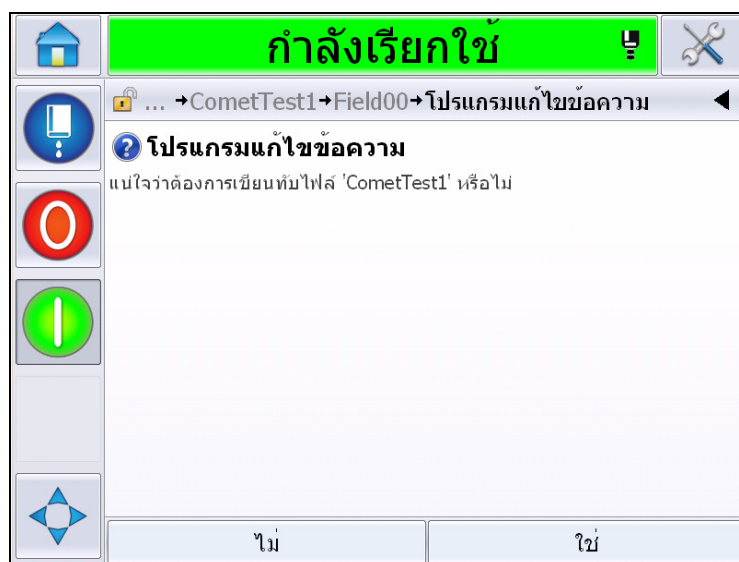 กำลังเรียกใช้
... →CometTest1→Field00→โปรแกรมแก้ไขข้อความ
โปรแกรมแก้ไขข้อความ
แน่ใจว่าต้องการเขียนทับไฟล์ 'CometTest1' หรือไม่
ไม่
ใช่